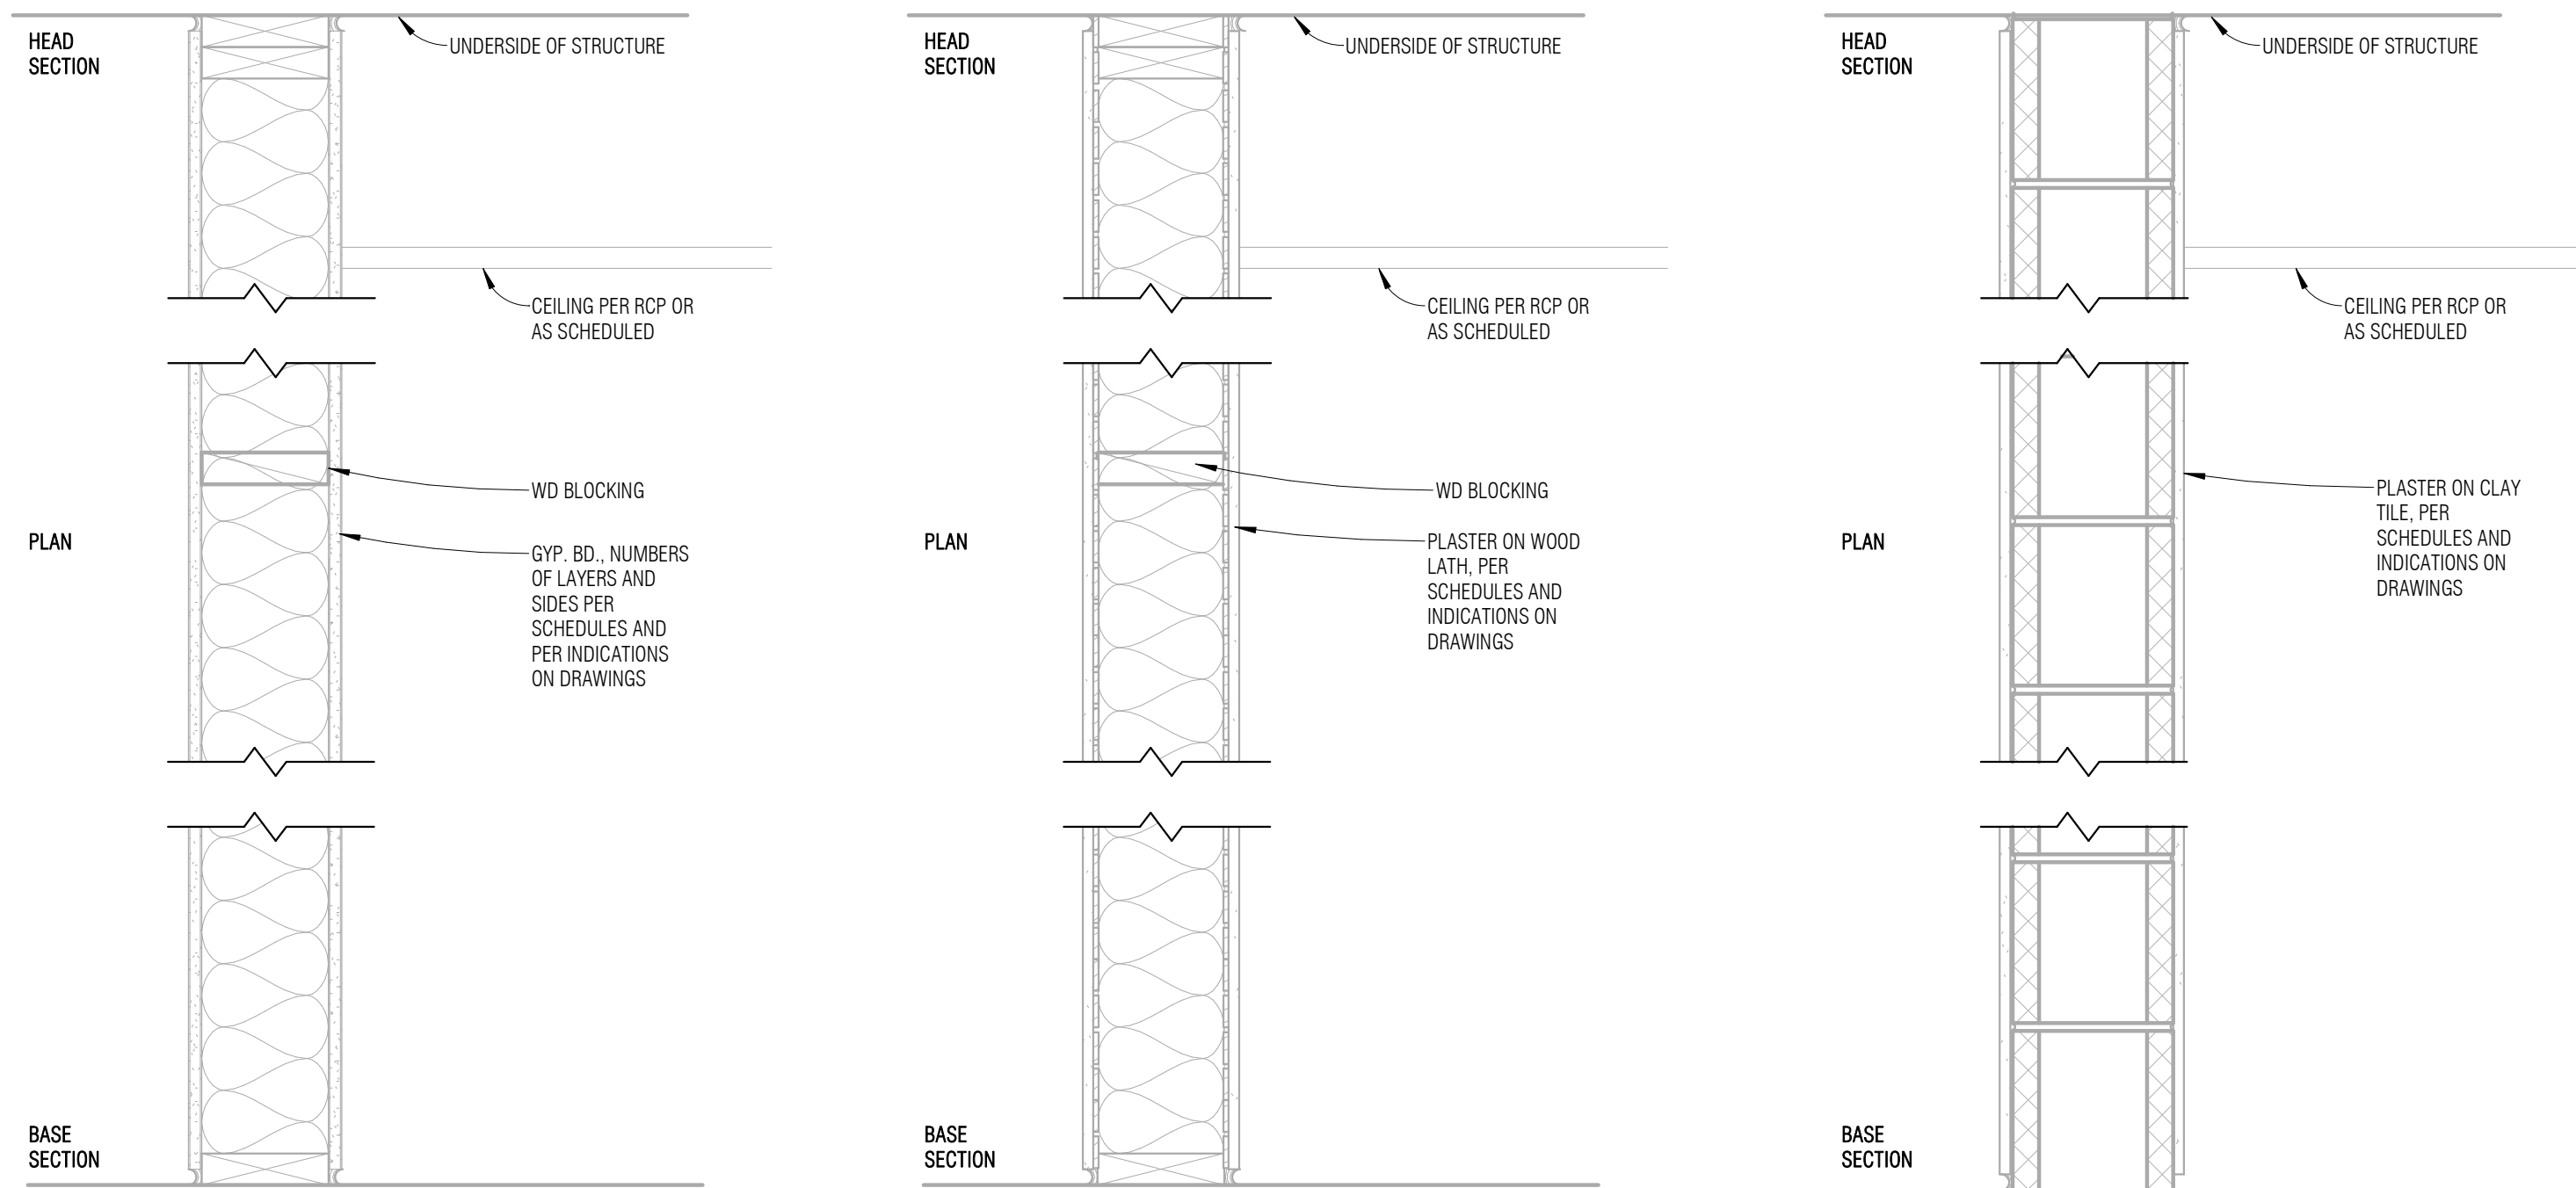 HEAD
SECTION
UNDERSIDE OF STRUCTURE
CEILING PER RCP OR
AS SCHEDULED
WD BLOCKING
PLAN
GYP. BD., NUMBERS
OF LAYERS AND
SIDES PER
SCHEDULES AND
PER INDICATIONS
ON DRAWINGS
BASE
SECTION
HEAD
SECTION
UNDERSIDE OF STRUCTURE
CEILING PER RCP OR
AS SCHEDULED
WD BLOCKING
PLAN
PLASTER ON WOOD
LATH, PER
SCHEDULES AND
INDICATIONS ON
DRAWINGS
BASE
SECTION
HEAD
SECTION
UNDERSIDE OF STRUCTURE
CEILING PER RCP OR
AS SCHEDULED
PLASTER ON CLAY
TILE, PER
SCHEDULES AND
INDICATIONS ON
DRAWINGS
PLAN
BASE
SECTION